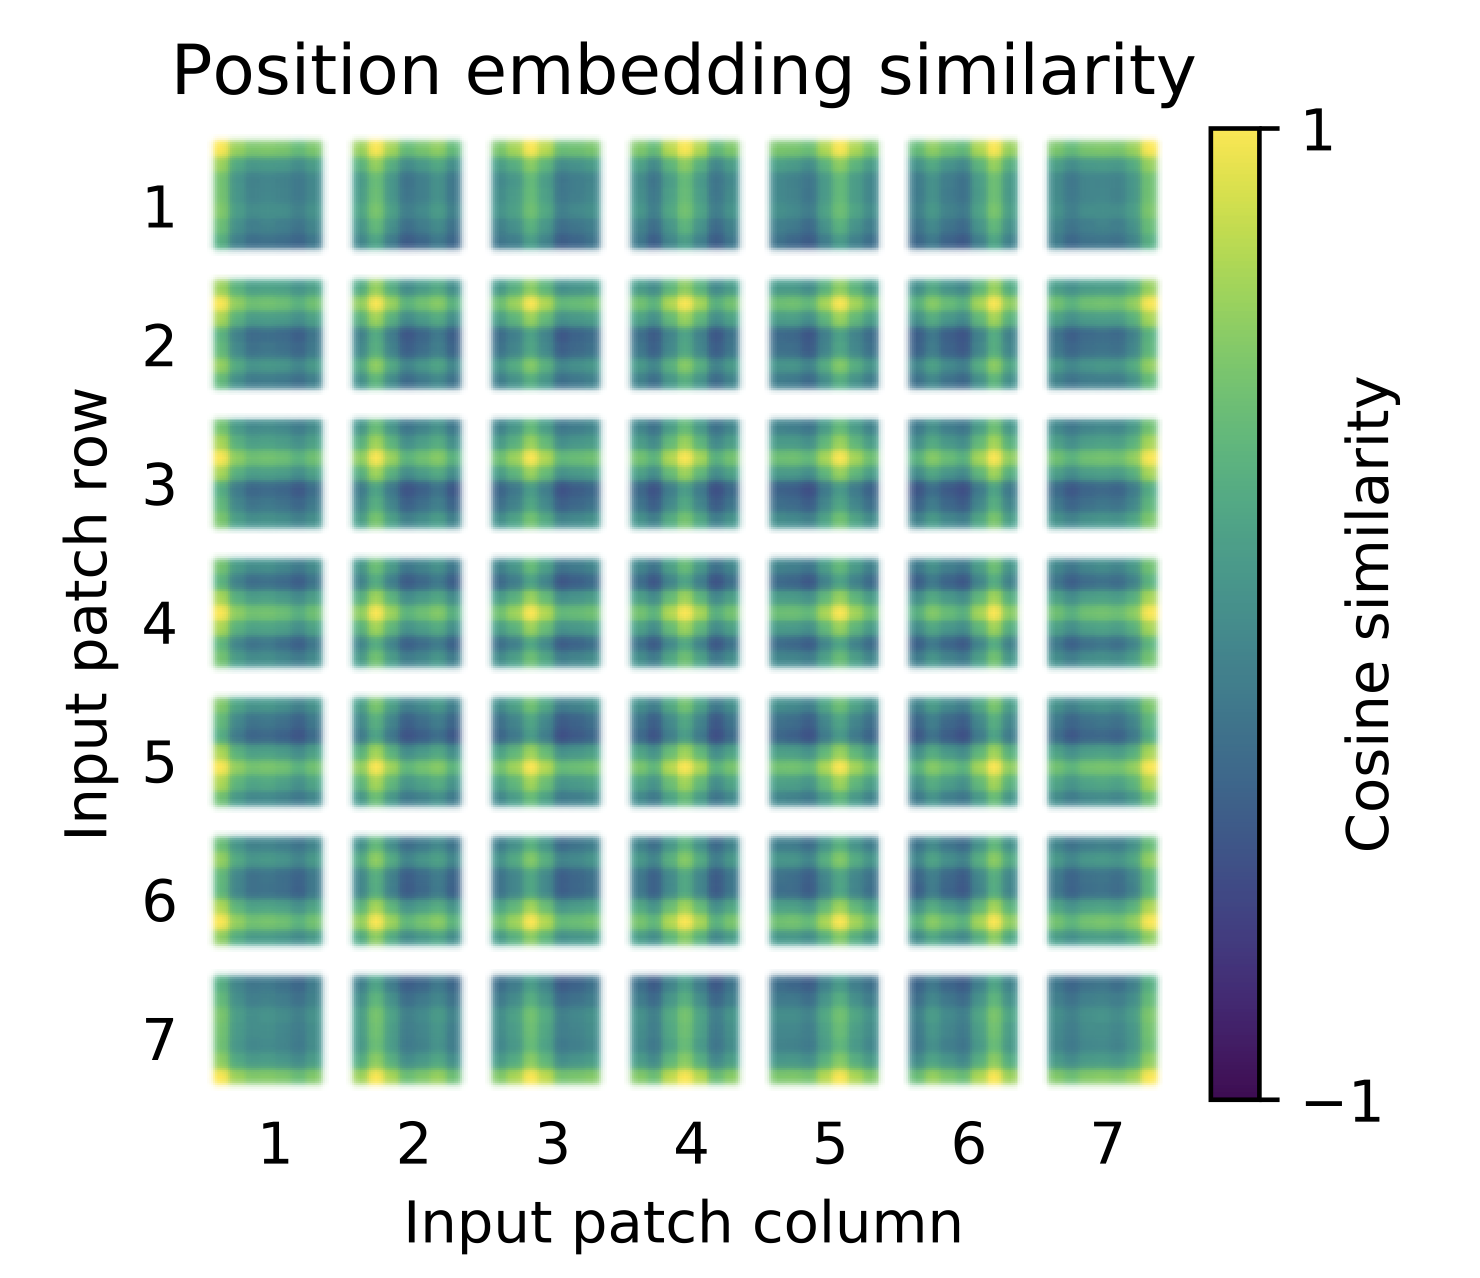 Position embedding similarity
1
1
2
3
4
5
6
7
Input patch row
Cosine similarity
−1
1 2 3 4 5 6 7
Input patch column